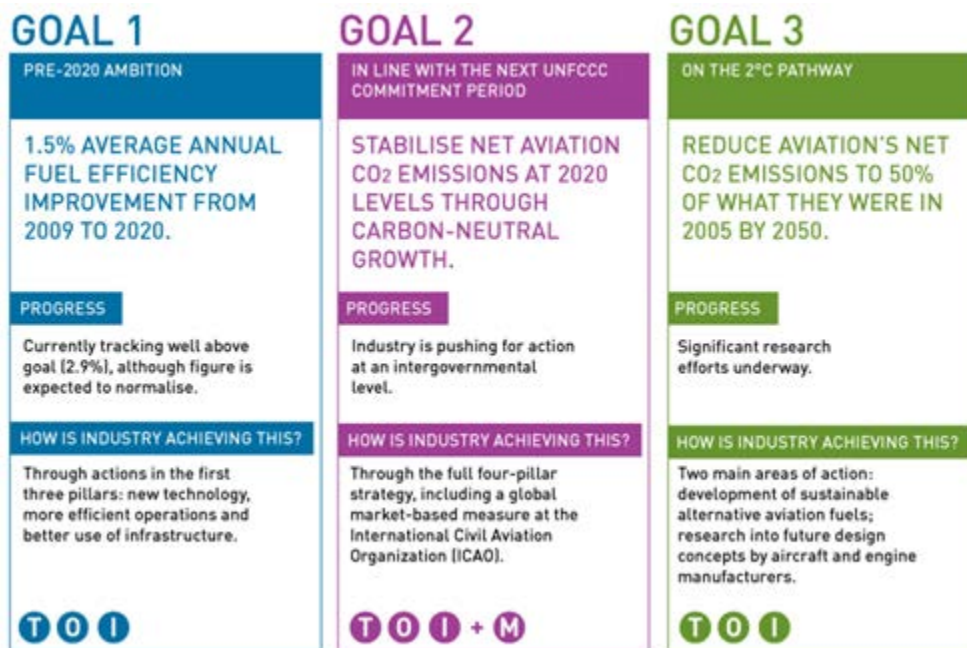 GOAL 1
PRE-2020 AMBITION
1.5% AVERAGE ANNUAL
FUEL EFFICIENCY
IMPROVEMENT FROM
2009 TO 2020.
PROGRESS
Currently tracking well above
goal (2.9%), although figure is
expected to normalise.
HOW IS INDUSTRY ACHIEVING THIS?
Through actions in the first
three pillars: new technology,
more efficient operations and
better use of infrastructure.
T O I
GOAL 2
IN LINE WITH THE NEXT UNFCCC
COMMITMENT PERIOD
STABILISE NET AVIATION
CO2 EMISSIONS AT 2020
LEVELS THROUGH
CARBON-NEUTRAL
GROWTH.
PROGRESS
Industry is pushing for action
at an intergovernmental
level.
HOW IS INDUSTRY ACHIEVING THIS?
Through the full four-pillar
strategy, including a global
market-based measure at the
International Civil Aviation
Organization (ICAO).
T O I + M
GOAL 3
ON THE 2°C PATHWAY
REDUCE AVIATION'S NET
CO2 EMISSIONS TO 50%
OF WHAT THEY WERE IN
2005 BY 2050.
PROGRESS
Significant research
efforts underway.
HOW IS INDUSTRY ACHIEVING THIS?
Two main areas of action:
development of sustainable
alternative aviation fuels;
research into future design
concepts by aircraft and engine
manufacturers.
T O I